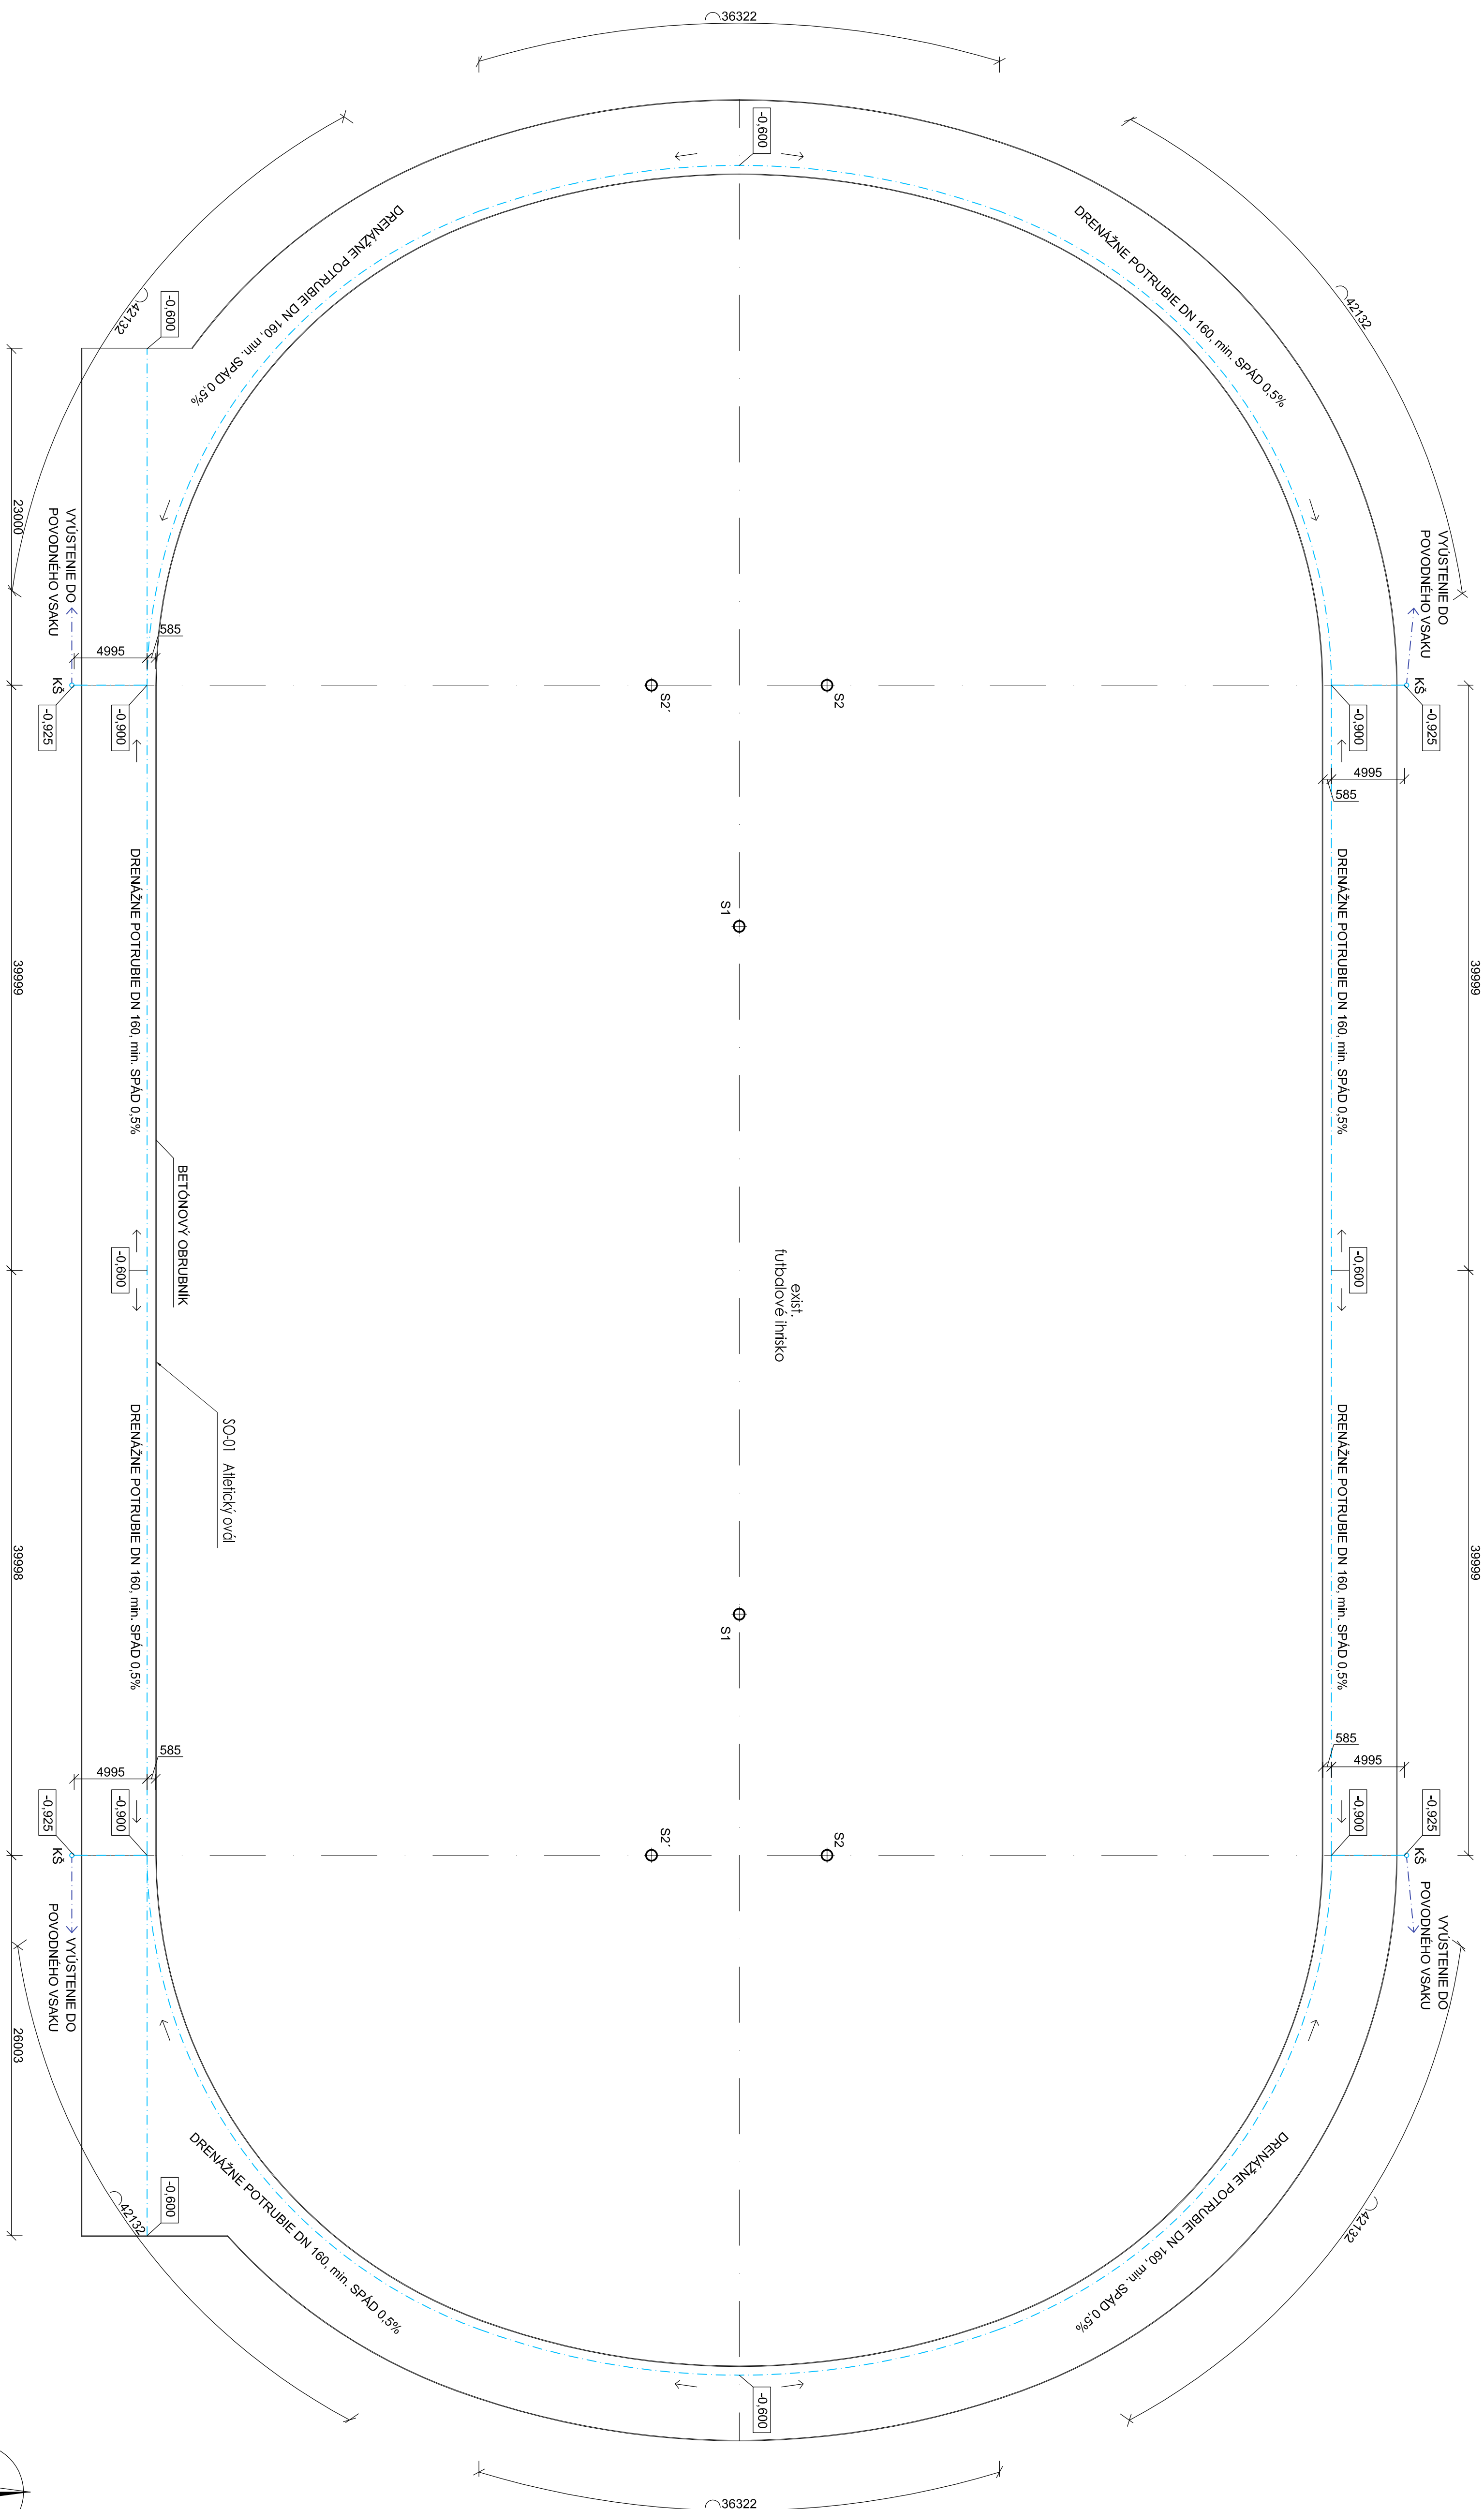 36322
-0,600
DRENÁŽNE POTRUBIE DN 160, min. SPÁD 0,5%
42132
DRENÁŽNE POTRUBIE DN 160, min. SPÁD 0,5%
42132
-0,600
23000
VYÚSTENIE DO
POVODNÉHO VSAKU
VYÚSTENIE DO
POVODNÉHO VSAKU
4995
585
KŠ
-0,925
-0,900
S2´
S2
KŠ
-0,925
-0,900
4995
585
DRENÁŽNE POTRUBIE DN 160, min. SPÁD 0,5%
S1
DRENÁŽNE POTRUBIE DN 160, min. SPÁD 0,5%
39999
39999
BETÓNOVÝ OBRUBNÍK
-0,600
exist.
futbalové ihrisko
-0,600
SO-01 Atletický ovál
DRENÁŽNE POTRUBIE DN 160, min. SPÁD 0,5%
DRENÁŽNE POTRUBIE DN 160, min. SPÁD 0,5%
39998
39999
S1
585
4995
-0,925
-0,900
KŠ
S2´
S2
585
4995
-0,900
-0,925
KŠ
VYÚSTENIE DO
POVODNÉHO VSAKU
VYÚSTENIE DO
POVODNÉHO VSAKU
26003
-0,600
42132
DRENÁŽNE POTRUBIE DN 160, min. SPÁD 0,5%
DRENÁŽNE POTRUBIE DN 160, min. SPÁD 0,5%
42132
-0,600
36322